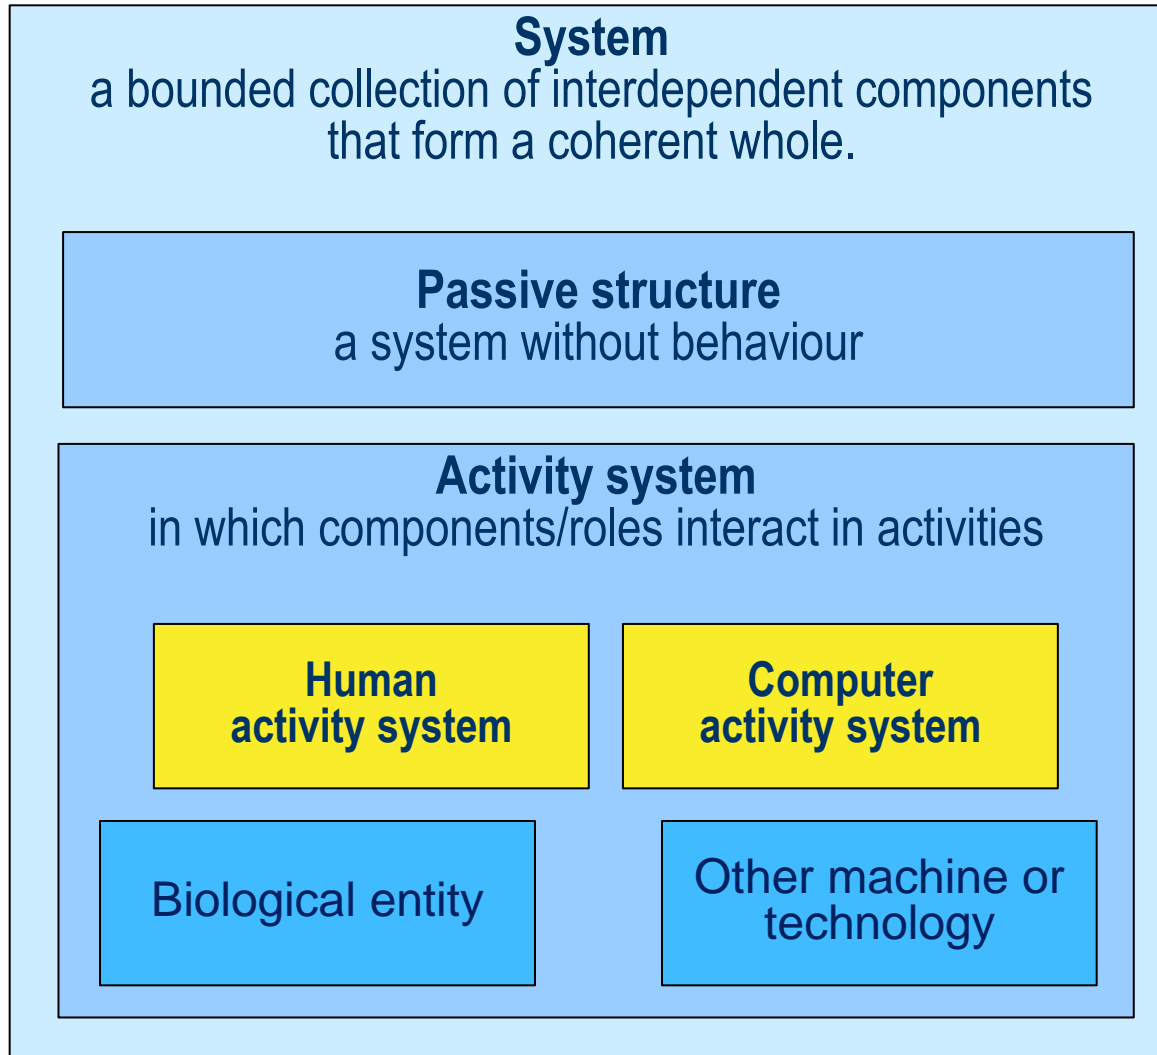 System
a bounded collection of interdependent components
that form a coherent whole.
Passive structure
a system without behaviour
Activity system
in which components/roles interact in activities
Human
activity system
Computer
activity system
Biological entity
Other machine or
technology